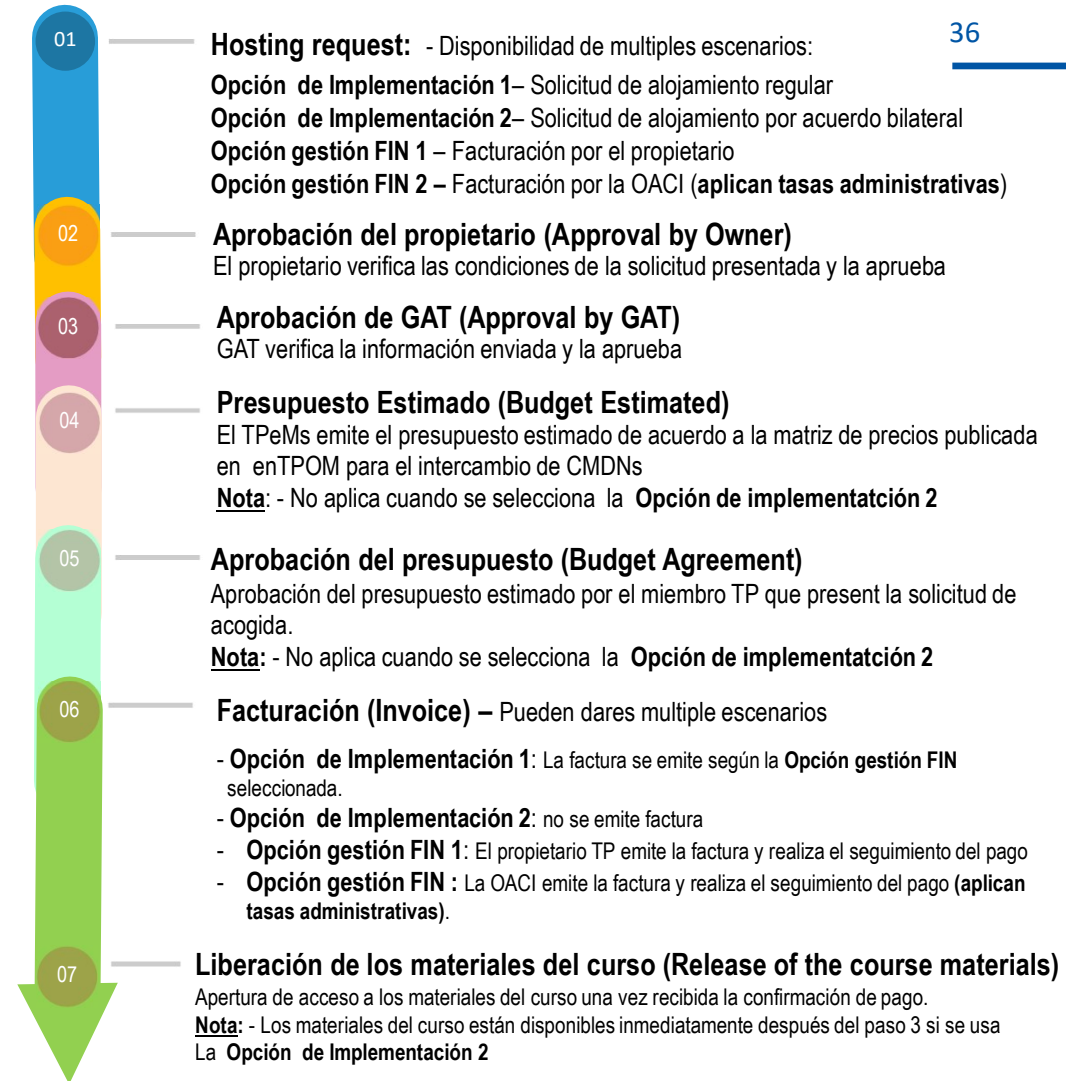 36
01
Hosting request: - Disponibilidad de multiples escenarios:
Opción de Implementación 1– Solicitud de alojamiento regular
Opción de Implementación 2– Solicitud de alojamiento por acuerdo bilateral
Opción gestión FIN 1 – Facturación por el propietario
Opción gestión FIN 2 – Facturación por la OACI (aplican tasas administrativas)
02
Aprobación del propietario (Approval by Owner)
El propietario verifica las condiciones de la solicitud presentada y la aprueba
03
Aprobación de GAT (Approval by GAT)
GAT verifica la información enviada y la aprueba
04
Presupuesto Estimado (Budget Estimated)
El TPeMs emite el presupuesto estimado de acuerdo a la matriz de precios publicada
en enTPOM para el intercambio de CMDNs
Nota: - No aplica cuando se selecciona la Opción de implementatción 2
05
Aprobación del presupuesto (Budget Agreement)
Aprobación del presupuesto estimado por el miembro TP que present la solicitud de
acogida.
Nota: - No aplica cuando se selecciona la Opción de implementatción 2
06
Facturación (Invoice) – Pueden dares multiple escenarios
- Opción de Implementación 1: La factura se emite según la Opción gestión FIN
seleccionada.
- Opción de Implementación 2: no se emite factura
- Opción gestión FIN 1: El propietario TP emite la factura y realiza el seguimiento del pago
- Opción gestión FIN : La OACI emite la factura y realiza el seguimiento del pago (aplican
tasas administrativas).
07
Liberación de los materiales del curso (Release of the course materials)
Apertura de acceso a los materiales del curso una vez recibida la confirmación de pago.
Nota: - Los materiales del curso están disponibles inmediatamente después del paso 3 si se usa
La Opción de Implementación 2